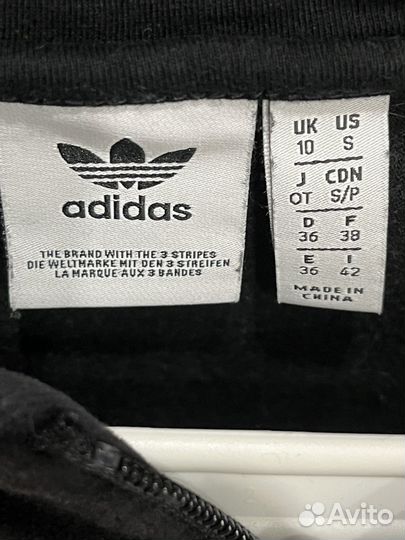 adidas
THE BRAND WITH THE 3 STRIPES
DIE WELTMARKE MIT DEN 3 STREIFEN
LA MARQUE AUX 3 BANDES
UK US
10 S
J CDN
OT S/P
D F
36 38
E I
36 42
MADE IN
CHINA
Avito